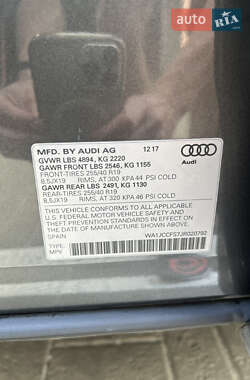 AUTO RIA
MFD. BY AUDI AG 12 17
GVWR LBS 4894, KG 2220
GAWR FRONT LBS 2546, KG 1155
FRONT-TIRES 255/40 R19
8.5JX19 RIMS, AT 300 KPA 44 PSI COLD
GAWR REAR LBS 2491, KG 1130
REAR-TIRES 255/40 R19
8.5JX19 RIMS, AT 320 KPA 46 PSI COLD
Audi
THIS VEHICLE CONFORMS TO ALL APPLICABLE
U.S. FEDERAL MOTOR VEHICLE SAFETY AND
THEFT PREVENTION STANDARDS IN EFFECT ON
THE DATE OF MANUFACTURE SHOWN ABOVE.
SPAIN
TYPE: MPV